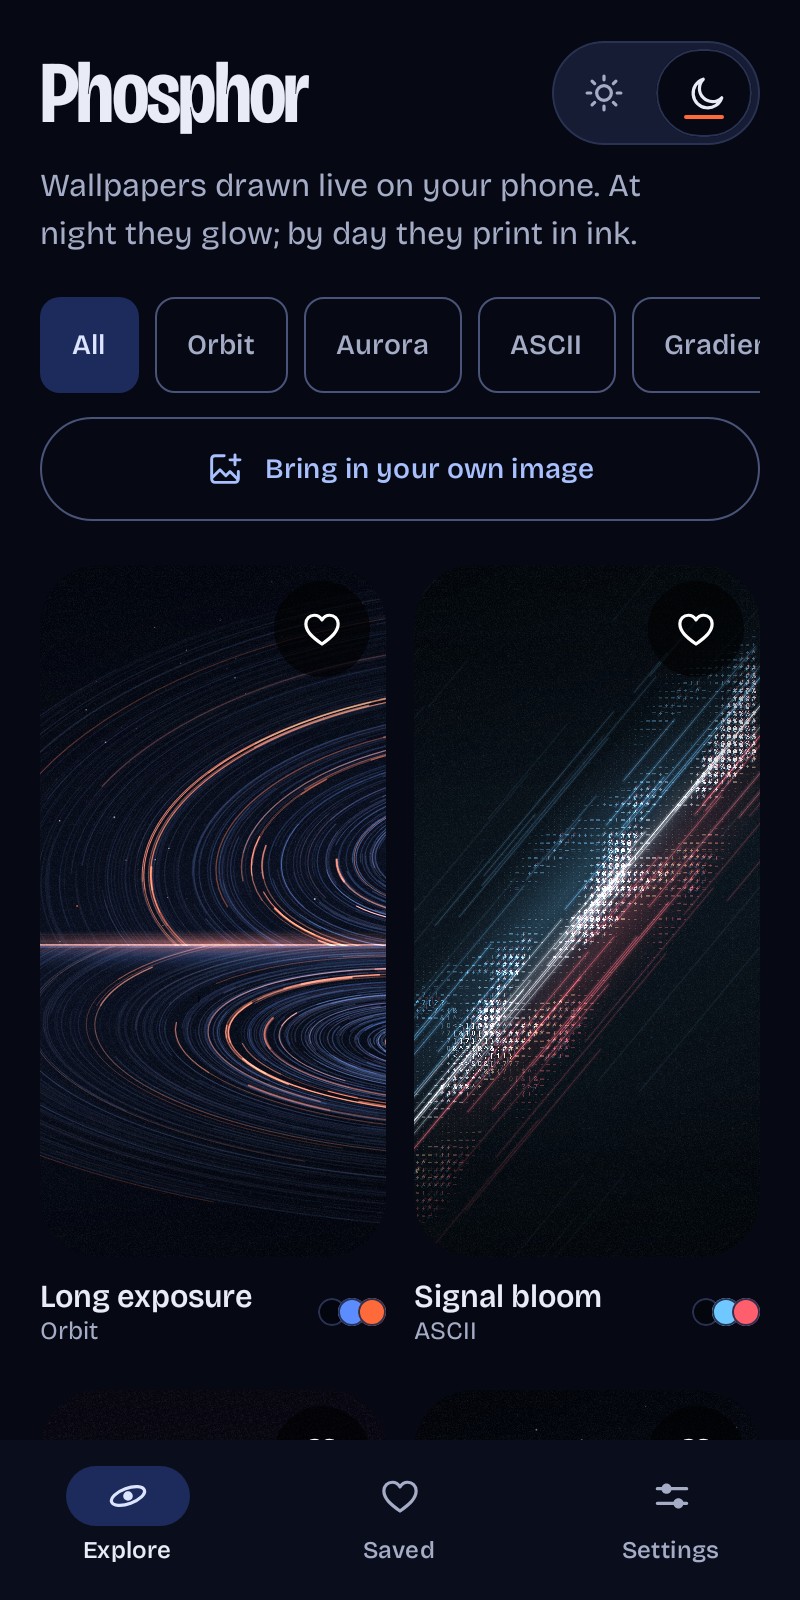 Phosphor
Wallpapers drawn live on your phone. At
night they glow; by day they print in ink.
All
Orbit
Aurora
ASCII
Gradien
Bring in your own image
Long exposure
Orbit
Signal bloom
ASCII
Explore
Saved
Settings